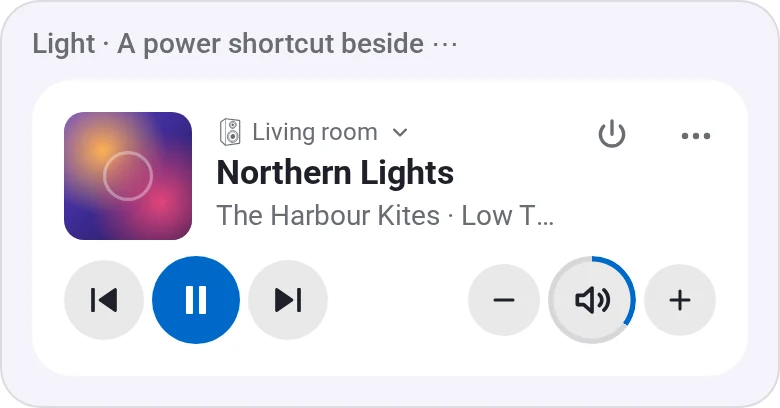 Light · A power shortcut beside ···
Living room
Northern Lights
The Harbour Kites · Low T…